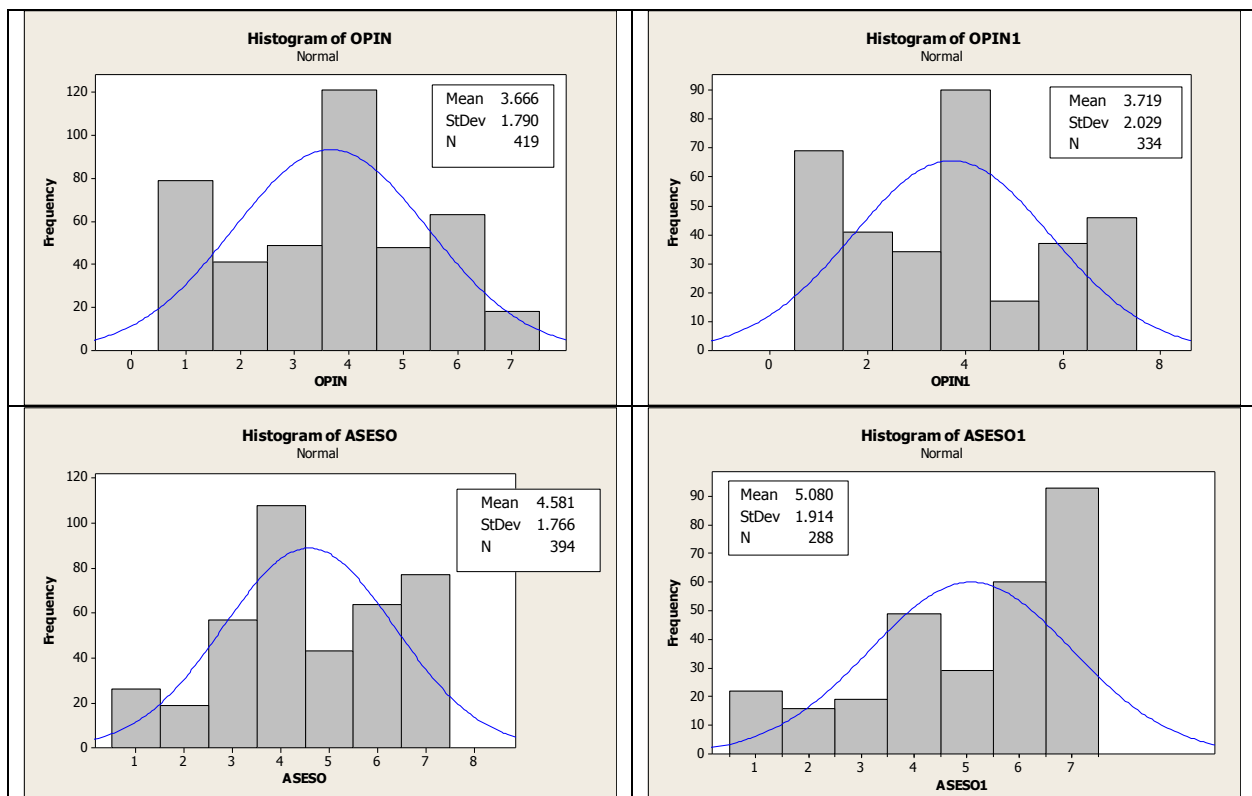 Histogram of OPIN
Normal
Mean 3.666
StDev 1.790
N 419
Frequency
120
100
80
60
40
20
0
0 1 2 3 4 5 6 7
OPIN
Histogram of OPIN1
Normal
Mean 3.719
StDev 2.029
N 334
Frequency
90
80
70
60
50
40
30
20
10
0
0 2 4 6 8
OPIN1
Histogram of ASESO
Normal
Mean 4.581
StDev 1.766
N 394
Frequency
120
100
80
60
40
20
0
1 2 3 4 5 6 7 8
ASESO
Histogram of ASESO1
Normal
Mean 5.080
StDev 1.914
N 288
Frequency
90
80
70
60
50
40
30
20
10
0
1 2 3 4 5 6 7
ASESO1